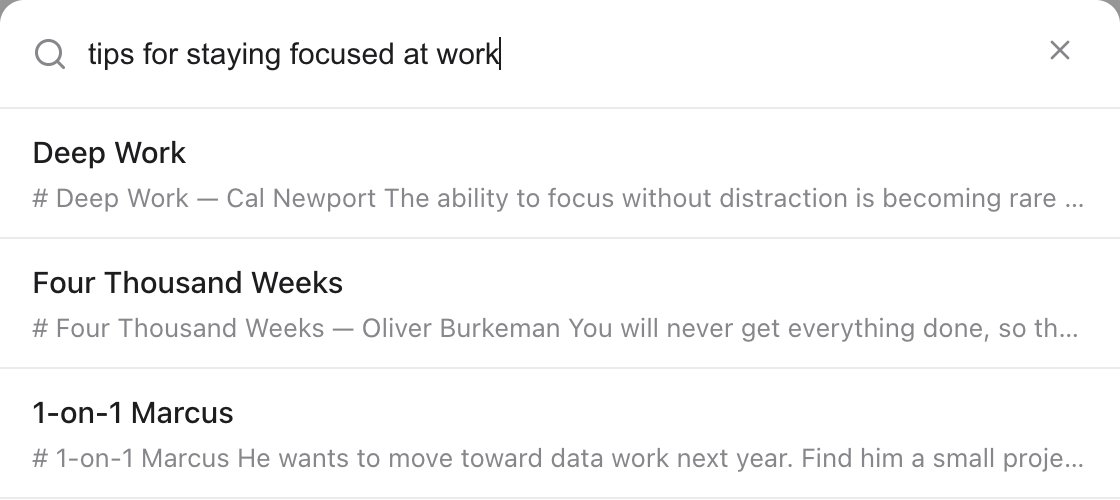 tips for staying focused at work
Deep Work
# Deep Work — Cal Newport The ability to focus without distraction is becoming rare ...
Four Thousand Weeks
# Four Thousand Weeks — Oliver Burkeman You will never get everything done, so th...
1-on-1 Marcus
# 1-on-1 Marcus He wants to move toward data work next year. Find him a small proje...